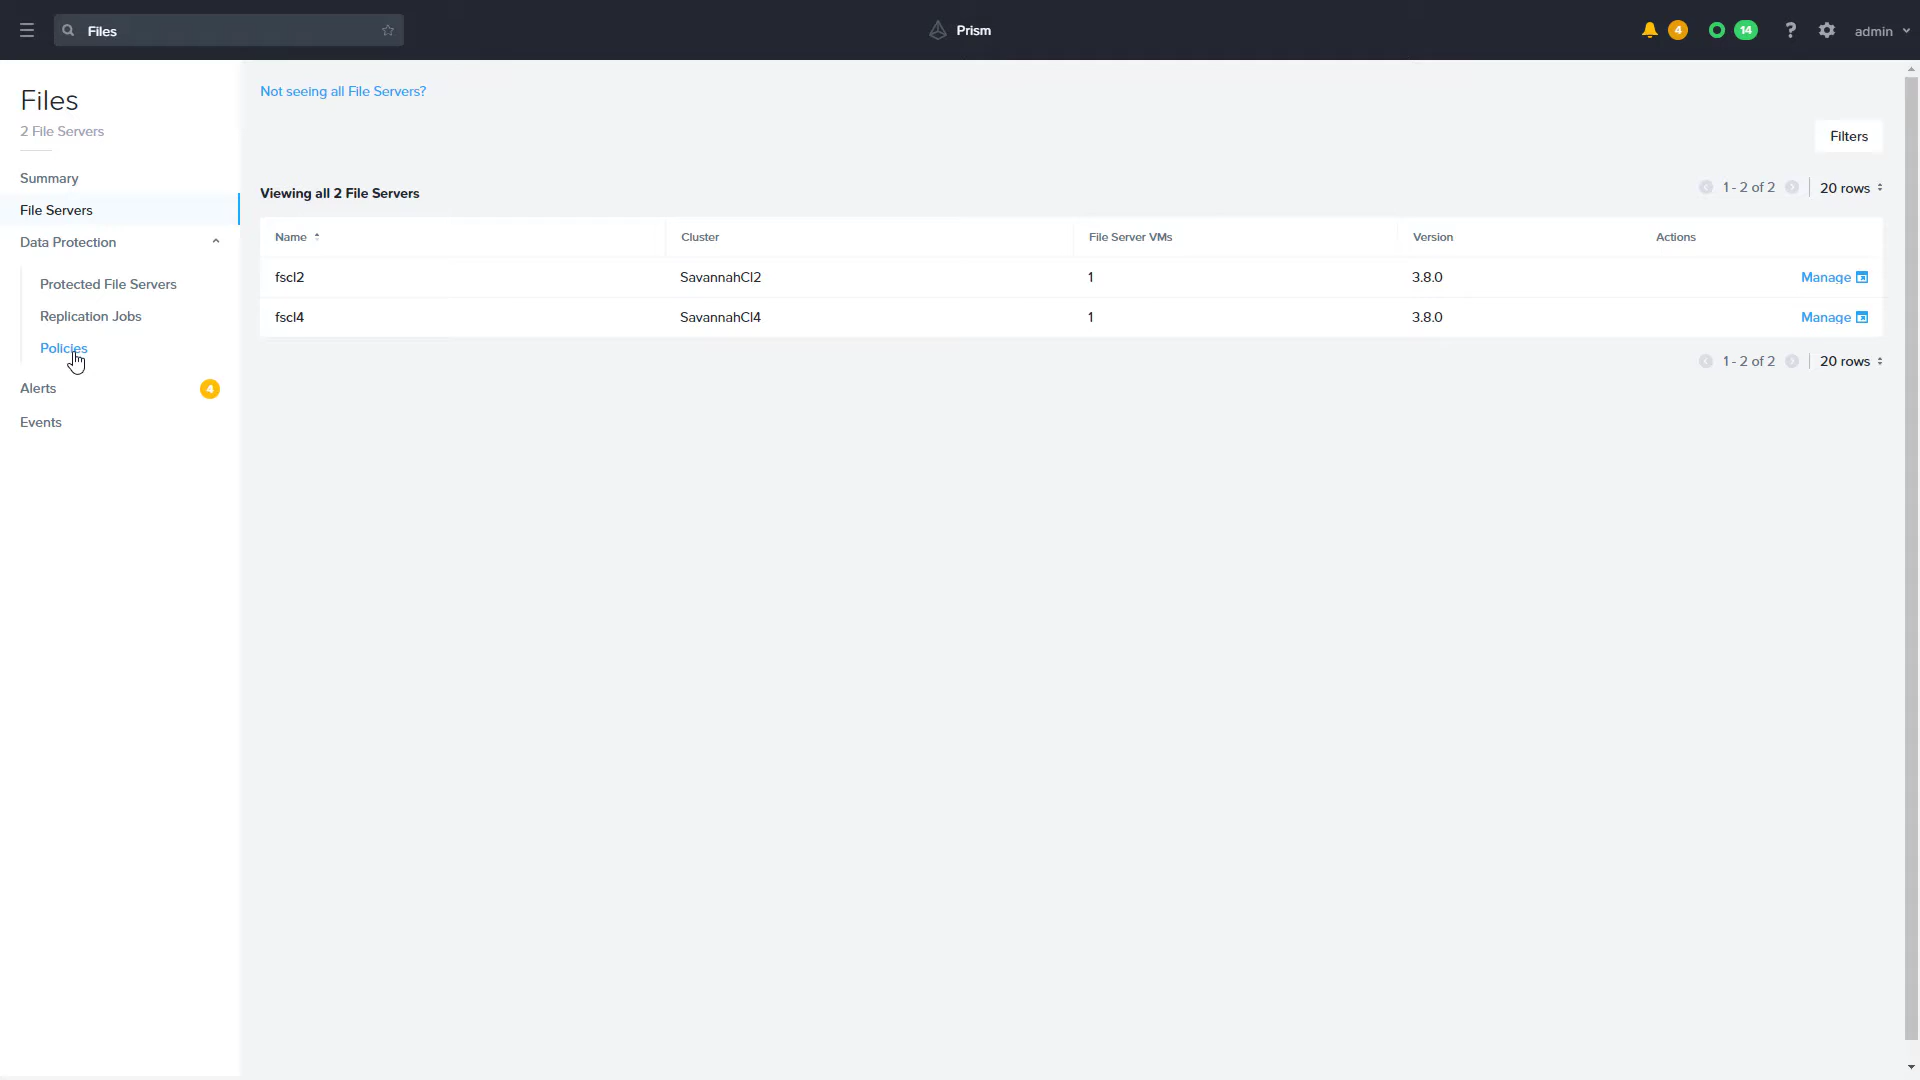 Files
Prism
4
14
?
admin
Files
2 File Servers
Summary
File Servers
Data Protection
Protected File Servers
Replication Jobs
Policies
Alerts
4
Events
Not seeing all File Servers?
Filters
Viewing all 2 File Servers
1 - 2 of 2
20 rows
Name
Cluster
File Server VMs
Version
Actions
fscl2
SavannahCl2
1
3.8.0
Manage
fscl4
SavannahCl4
1
3.8.0
Manage
1 - 2 of 2
20 rows